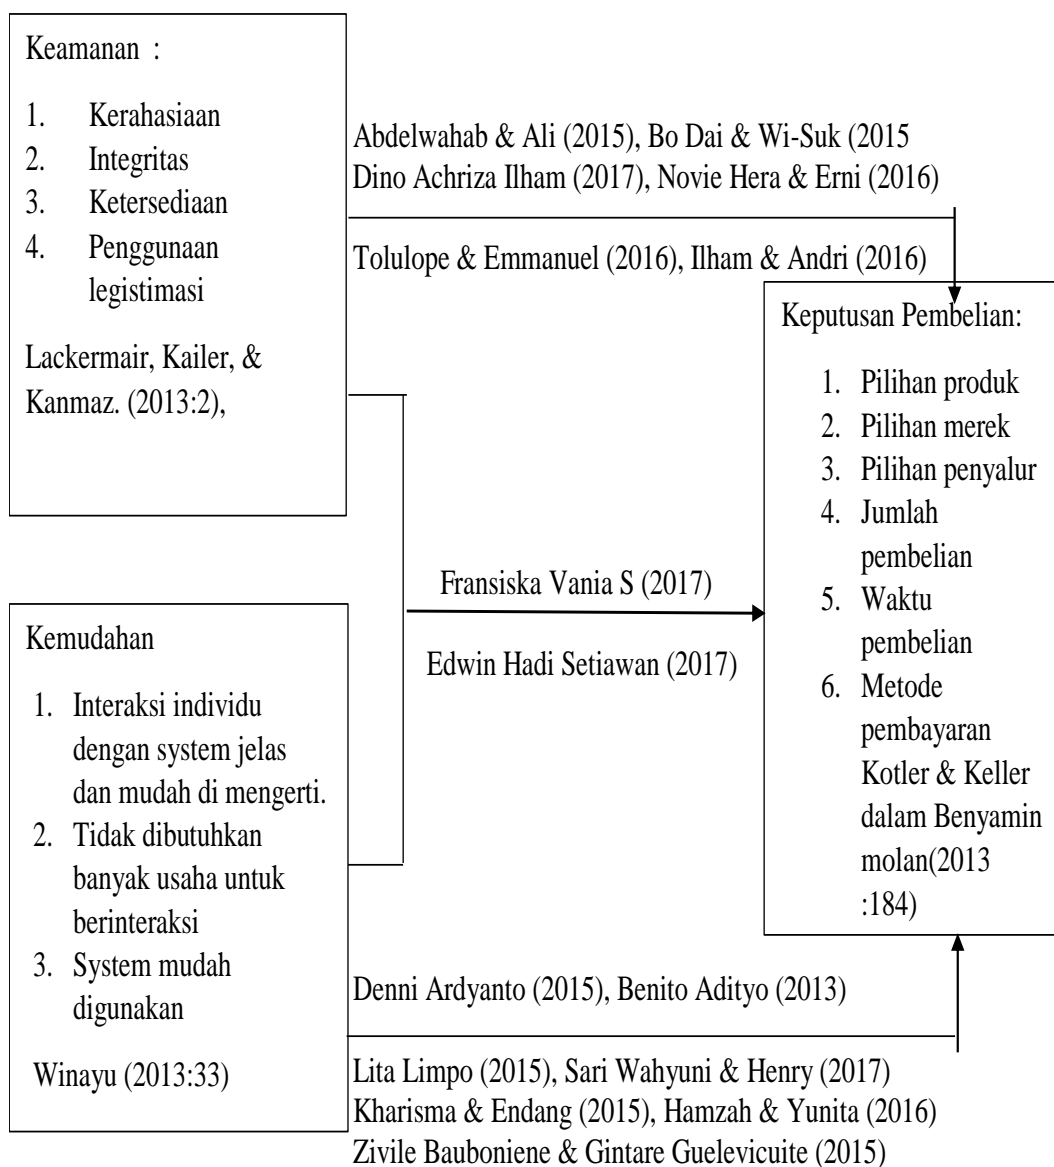 Keamanan :
1. Kerahasiaan
2. Integritas
3. Ketersediaan
4. Penggunaan
legistimasi
Lackermair, Kailer, &
Kanmaz. (2013:2),
Abdelwahab & Ali (2015), Bo Dai & Wi-Suk (2015
Dino Achriza Ilham (2017), Novie Hera & Erni (2016)
Tolulope & Emmanuel (2016), Ilham & Andri (2016)
Keputusan Pembelian:
1. Pilihan produk
2. Pilihan merek
3. Pilihan penyalur
4. Jumlah
pembelian
5. Waktu
pembelian
6. Metode
pembayaran
Kotler & Keller
dalam Benyamin
molan(2013
:184)
Fransiska Vania S (2017)
Edwin Hadi Setiawan (2017)
Kemudahan
1. Interaksi individu
dengan system jelas
dan mudah di mengerti.
2. Tidak dibutuhkan
banyak usaha untuk
berinteraksi
3. System mudah
digunakan
Winayu (2013:33)
Denni Ardyanto (2015), Benito Adityo (2013)
Lita Limpo (2015), Sari Wahyuni & Henry (2017)
Kharisma & Endang (2015), Hamzah & Yunita (2016)
Zivile Bauboniene & Gintare Guelevicuite (2015)